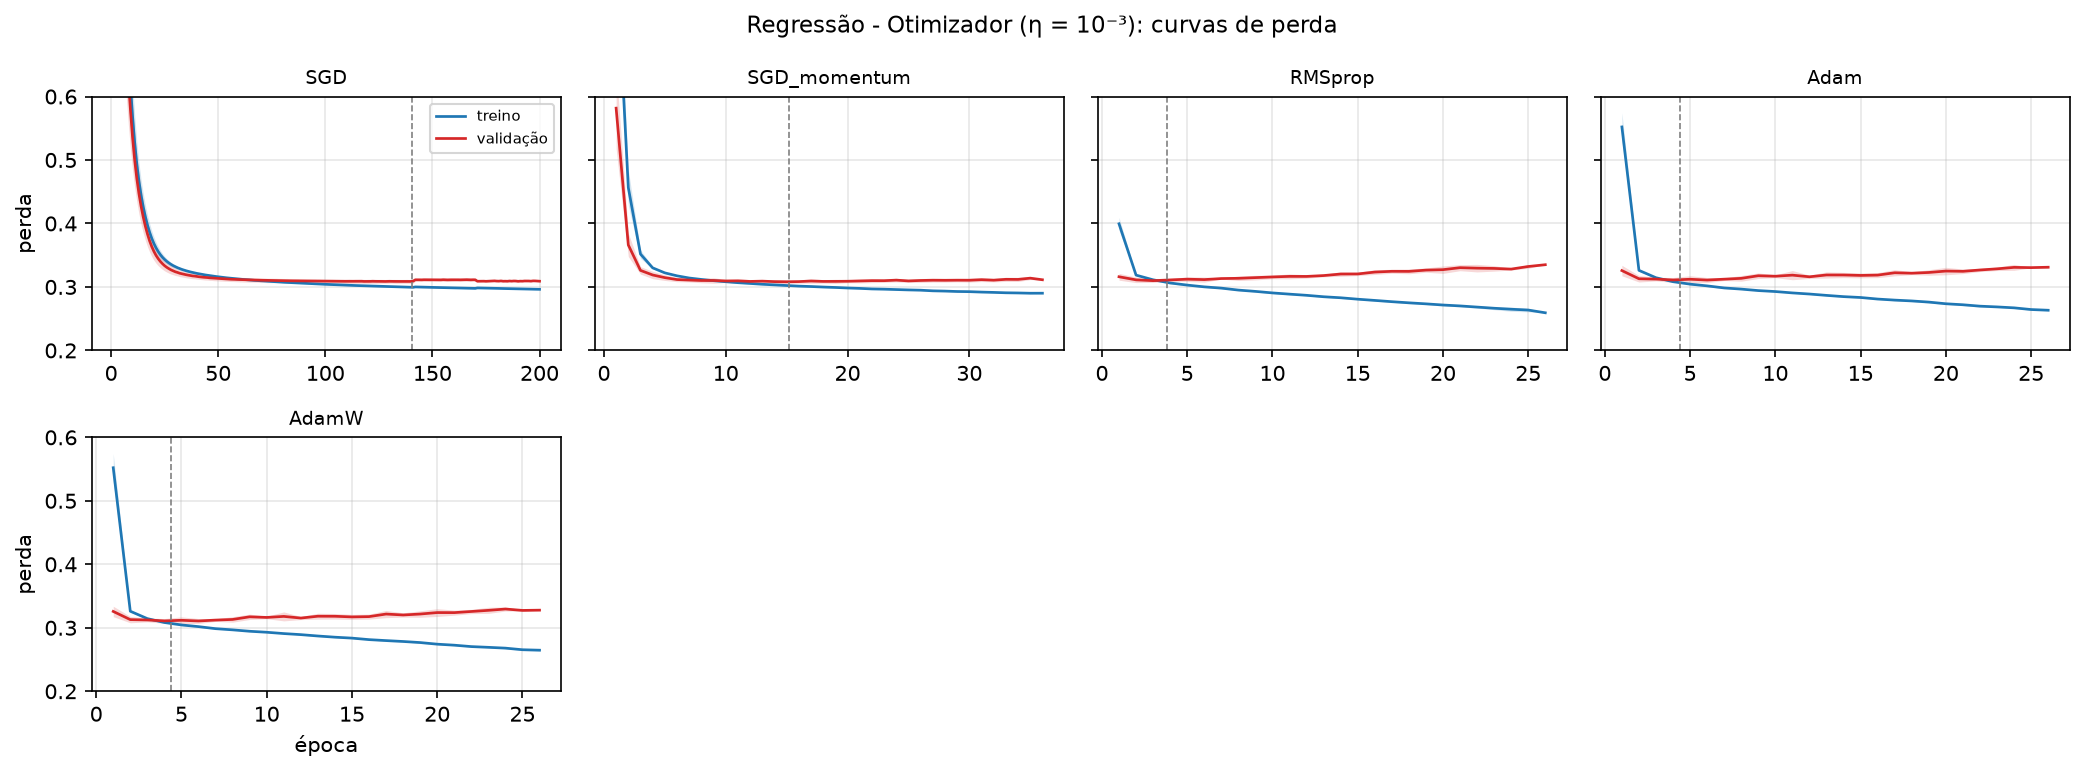 Regressão - Otimizador (η = 10⁻³): curvas de perda
SGD
SGD_momentum
RMSprop
Adam
perda
0.6
0.5
0.4
0.3
0.2
treino
validação
0 50 100 150 200
0 10 20 30
0 5 10 15 20 25
0 5 10 15 20 25
AdamW
perda
0.6
0.5
0.4
0.3
0.2
0 5 10 15 20 25
época